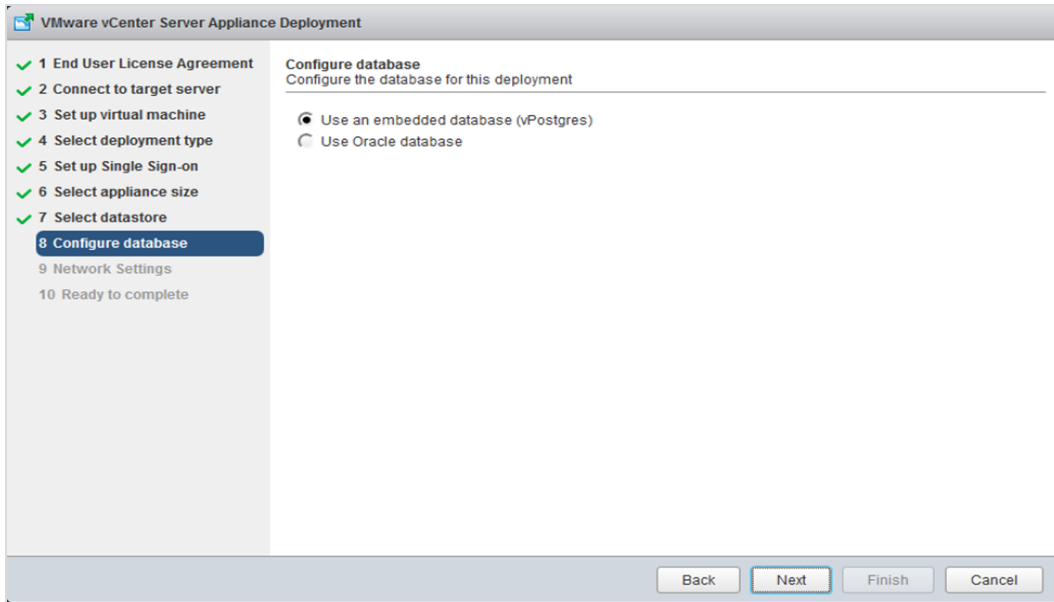 VMware vCenter Server Appliance Deployment
1 End User License Agreement
2 Connect to target server
3 Set up virtual machine
4 Select deployment type
5 Set up Single Sign-on
6 Select appliance size
7 Select datastore
8 Configure database
9 Network Settings
10 Ready to complete
Configure database
Configure the database for this deployment
Use an embedded database (vPostgres)
Use Oracle database
Back Next Finish Cancel